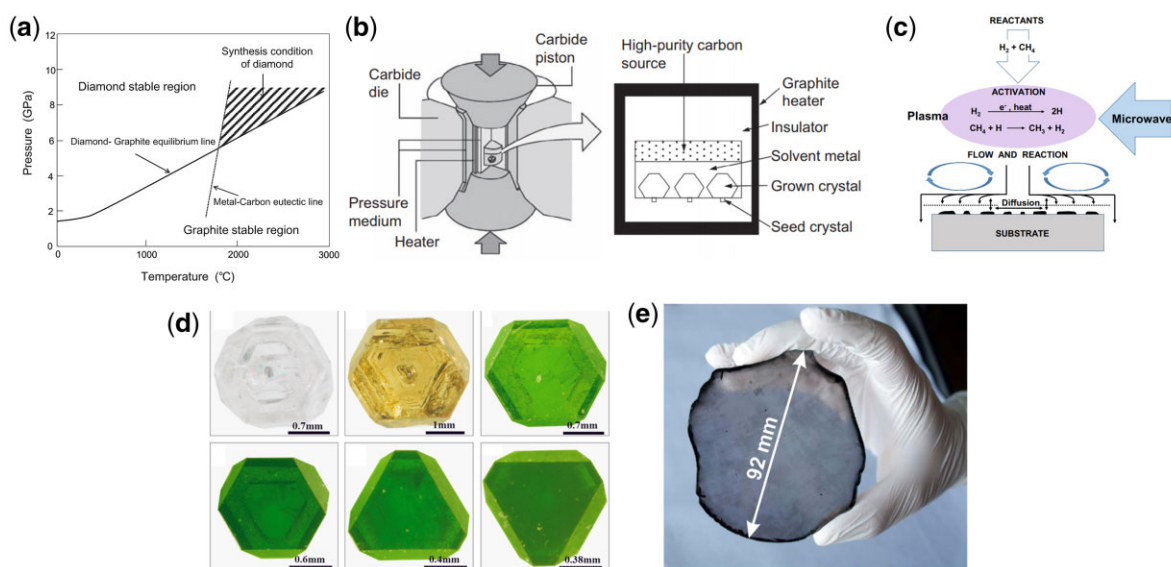 (a)
12
10
8
6
4
2
0
Pressure (GPa)
0
1000
2000
3000
Temperature (℃)
Synthesis condition
of diamond
Diamond stable region
Diamond- Graphite equilibrium line
Metal-Carbon eutectic line
Graphite stable region
(b)
Carbide
piston
Carbide
die
Pressure
medium
Heater
High-purity carbon
source
Graphite
heater
Insulator
Solvent metal
Grown crystal
Seed crystal
(c)
REACTANTS
H₂ + CH₄
ACTIVATION
Plasma
e⁻, heat
H₂ ⟶ 2H
CH₄ + H ⟶ CH₃ + H₂
Microwave
FLOW AND REACTION
Diffusion
SUBSTRATE
(d)
0.7mm
1mm
0.7mm
0.6mm
0.4mm
0.38mm
(e)
92 mm